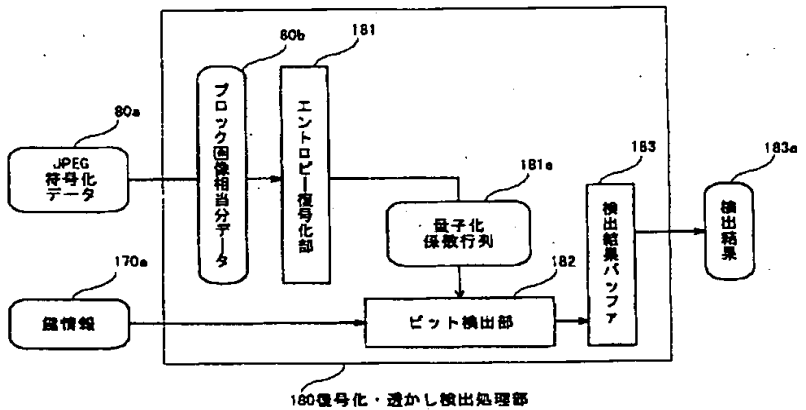 80a
JPEG
符号化
データ
80b
ブロック画像相当分データ
181
エントロピー復号化部
181a
量子化
係数行列
170a
鍵情報
182
ビット検出部
183
検出結果バッファ
183a
検出結果
180復号化・透かし検出処理部